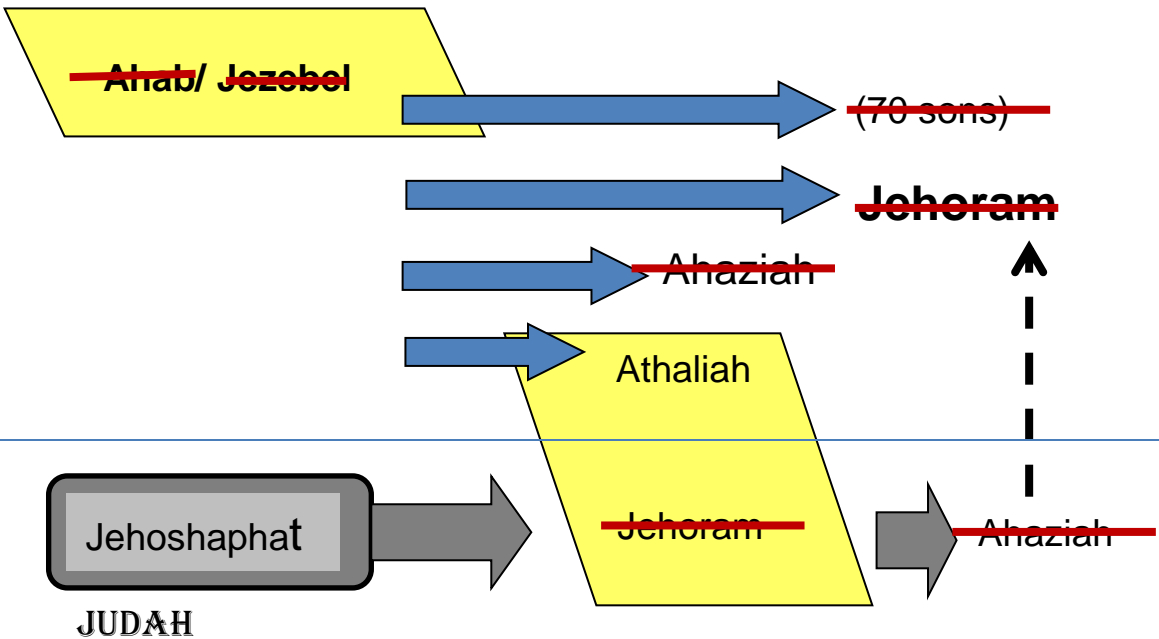 Ahab/ Jezebel
(70 sons)
Jehoram
Ahaziah
Athaliah
Jehoshaphat
Jehoram
Ahaziah
JUDAH